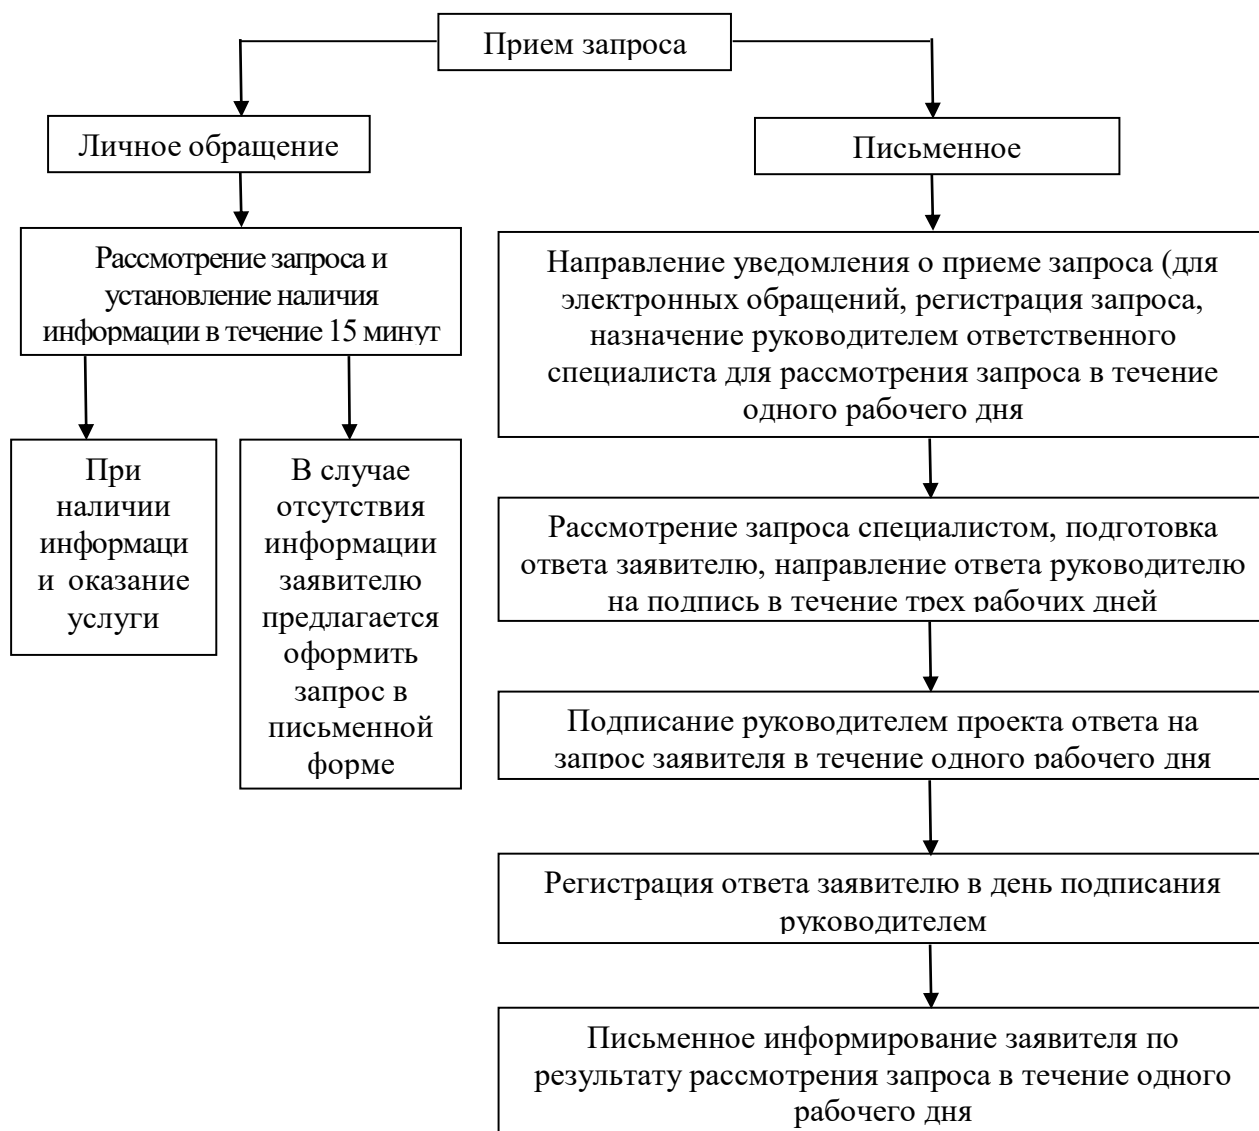 Прием запроса
Личное обращение
Письменное
Рассмотрение запроса и
установление наличия
информации в течение 15 минут
Направление уведомления о приеме запроса (для
электронных обращений, регистрация запроса,
назначение руководителем ответственного
специалиста для рассмотрения запроса в течение
одного рабочего дня
При
наличии
информаци
и оказание
услуги
В случае
отсутствия
информации
заявителю
предлагается
оформить
запрос в
письменной
форме
Рассмотрение запроса специалистом, подготовка
ответа заявителю, направление ответа руководителю
на подпись в течение трех рабочих дней
Подписание руководителем проекта ответа на
запрос заявителя в течение одного рабочего дня
Регистрация ответа заявителю в день подписания
руководителем
Письменное информирование заявителя по
результату рассмотрения запроса в течение одного
рабочего дня